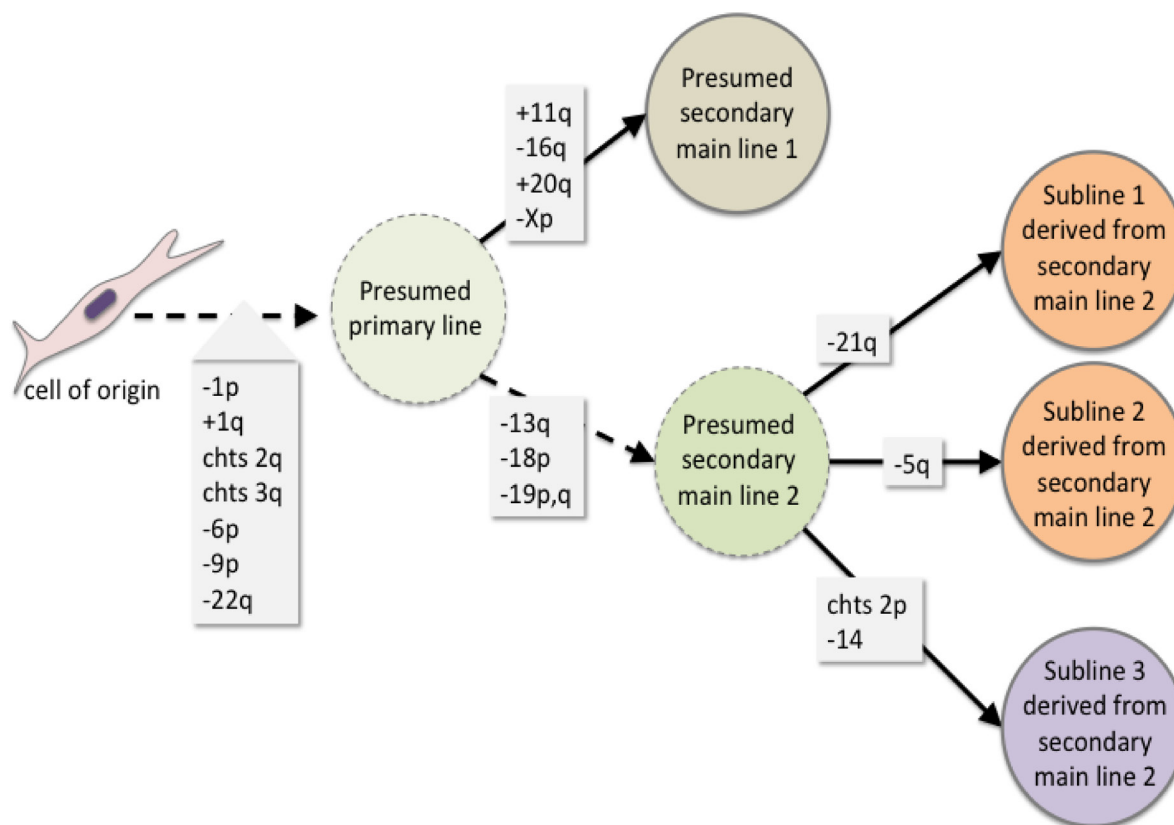 cell of origin
-1p
+1q
chts 2q
chts 3q
-6p
-9p
-22q
Presumed
primary line
+11q
-16q
+20q
-Xp
Presumed
secondary
main line 1
-13q
-18p
-19p,q
Presumed
secondary
main line 2
-21q
Subline 1
derived from
secondary
main line 2
-5q
Subline 2
derived from
secondary
main line 2
chts 2p
-14
Subline 3
derived from
secondary
main line 2